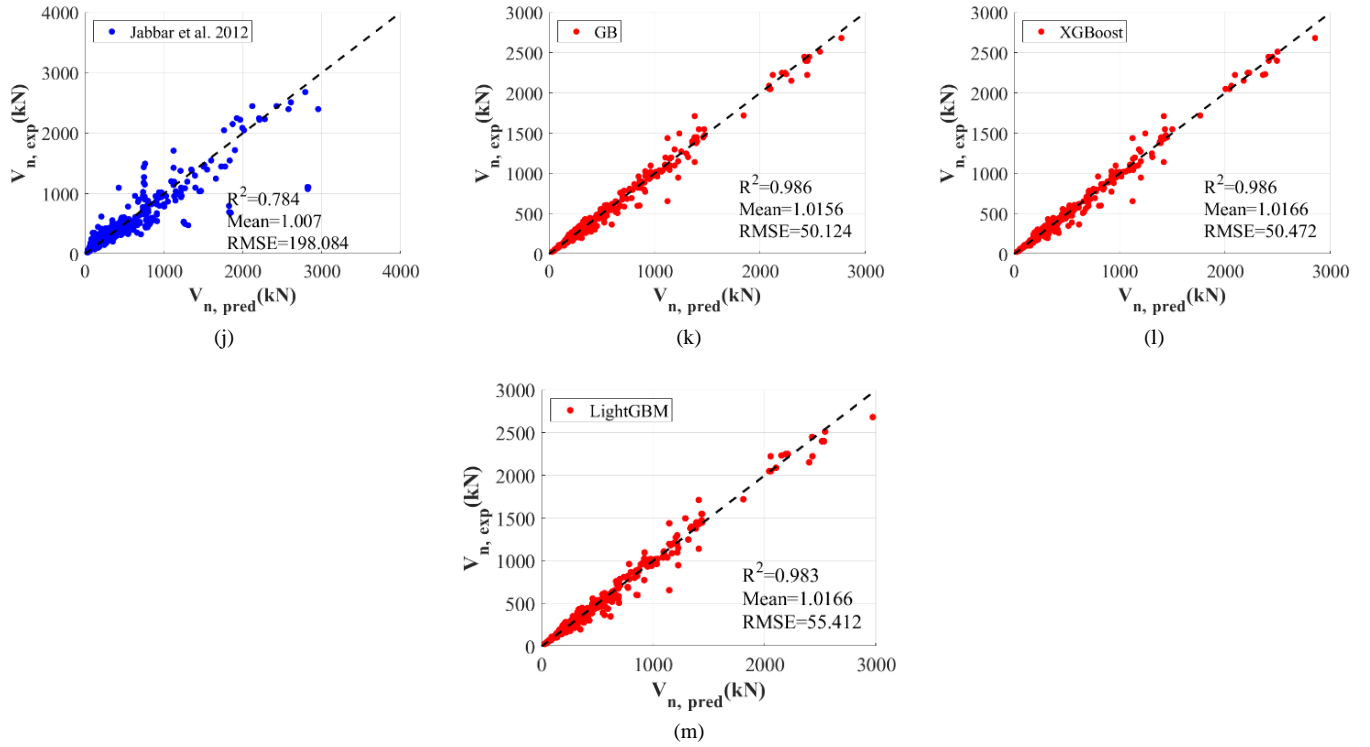 Jabbar et al. 2012
4000
3000
2000
1000
0
V_n, exp(kN)
R²=0.784
Mean=1.007
RMSE=198.084
0 1000 2000 3000 4000
V_n, pred(kN)
(j)
GB
3000
2500
2000
1500
1000
500
0
V_n, exp(kN)
R²=0.986
Mean=1.0156
RMSE=50.124
0 1000 2000 3000
V_n, pred(kN)
(k)
XGBoost
3000
2500
2000
1500
1000
500
0
V_n, exp(kN)
R²=0.986
Mean=1.0166
RMSE=50.472
0 1000 2000 3000
V_n, pred(kN)
(l)
LightGBM
3000
2500
2000
1500
1000
500
0
V_n, exp(kN)
R²=0.983
Mean=1.0166
RMSE=55.412
0 1000 2000 3000
V_n, pred(kN)
(m)